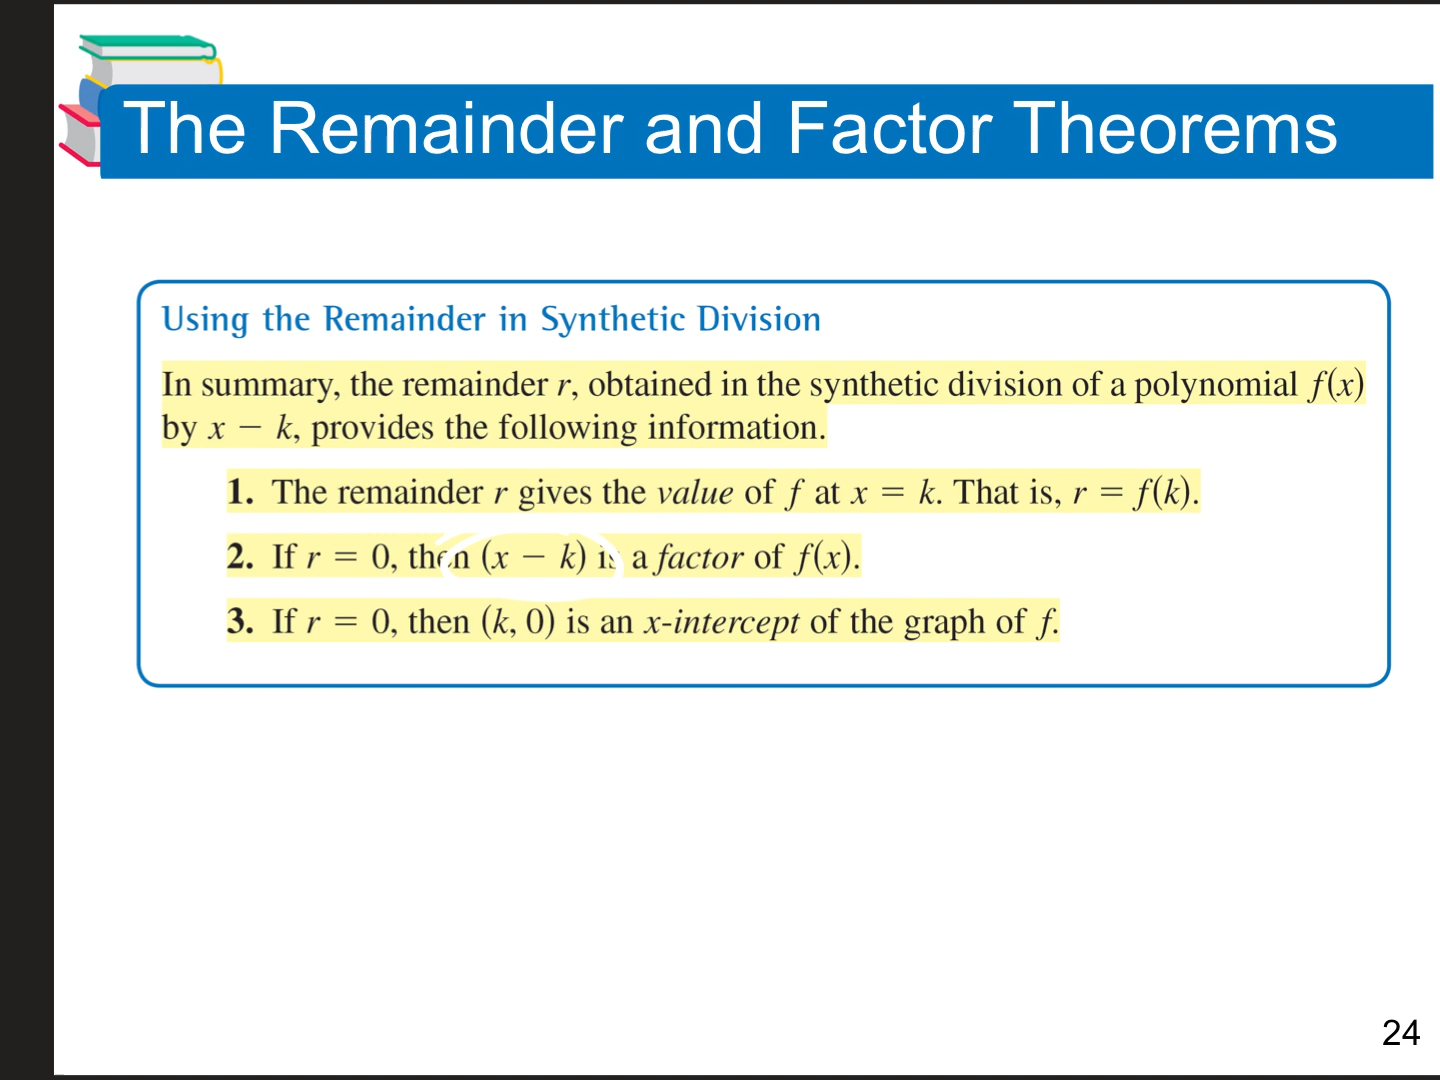 The Remainder and Factor Theorems
Using the Remainder in Synthetic Division
In summary, the remainder r, obtained in the synthetic division of a polynomial f(x)
by x − k, provides the following information.
1. The remainder r gives the value of f at x = k. That is, r = f(k).
2. If r = 0, then (x − k) is a factor of f(x).
3. If r = 0, then (k, 0) is an x-intercept of the graph of f.
24